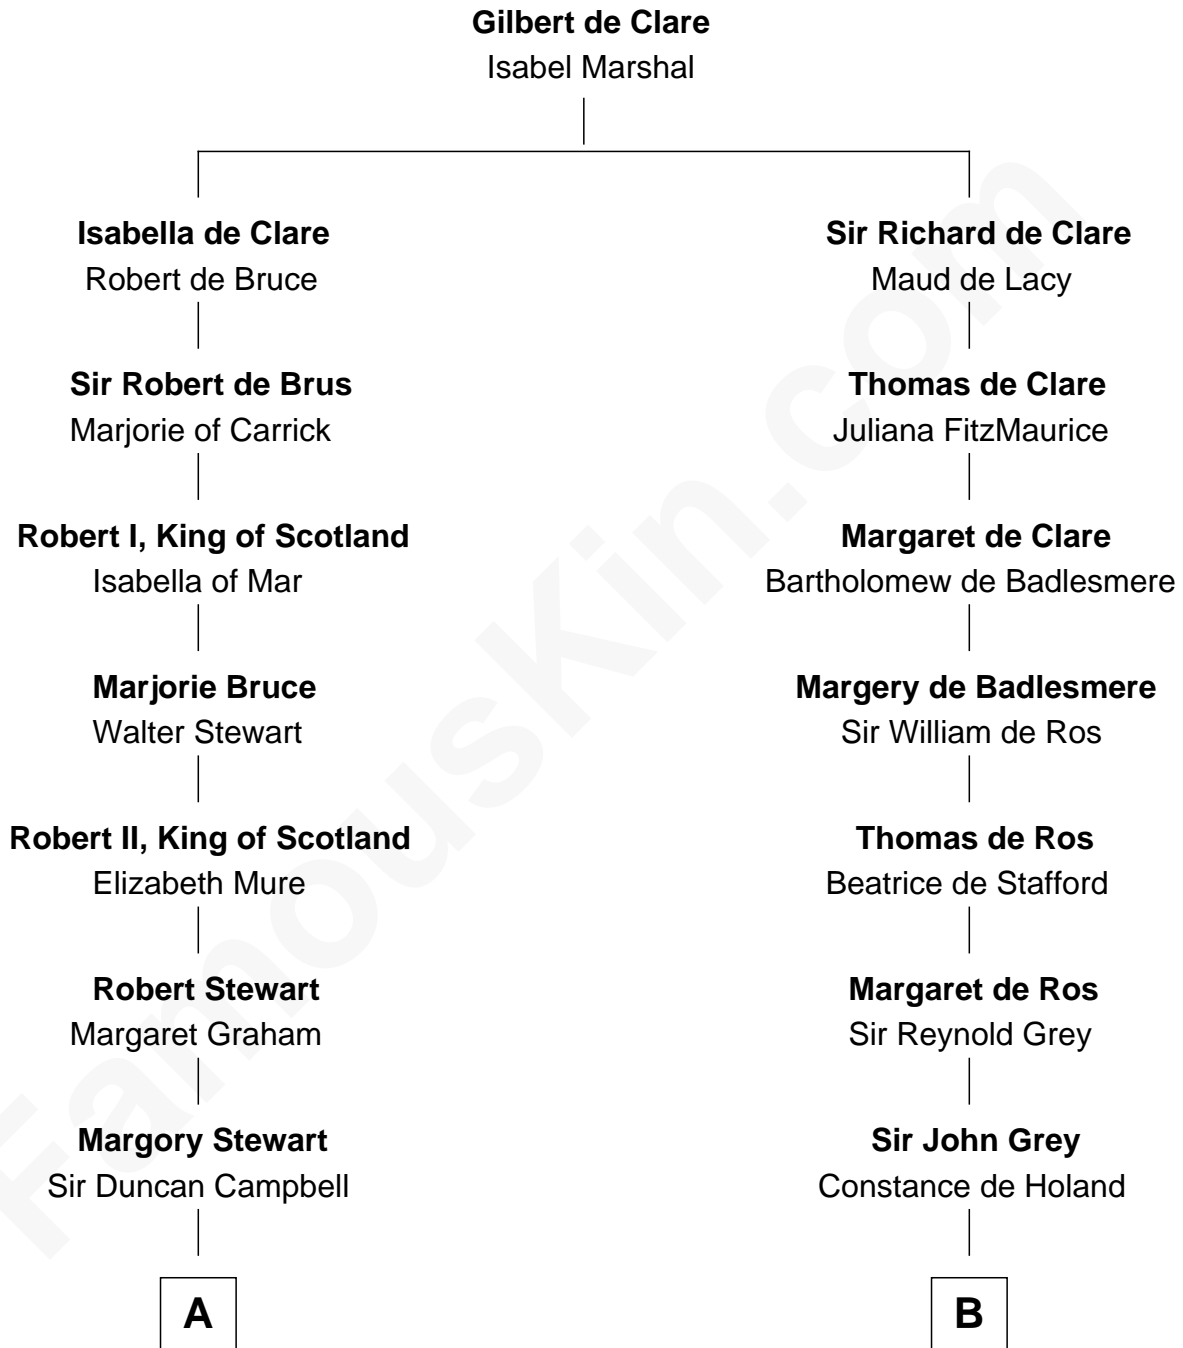 Gilbert de Clare
Isabel Marshal
Isabella de Clare
Robert de Bruce
Sir Richard de Clare
Maud de Lacy
Sir Robert de Brus
Marjorie of Carrick
Thomas de Clare
Juliana FitzMaurice
Robert I, King of Scotland
Isabella of Mar
Margaret de Clare
Bartholomew de Badlesmere
Marjorie Bruce
Walter Stewart
Margery de Badlesmere
Sir William de Ros
Robert II, King of Scotland
Elizabeth Mure
Thomas de Ros
Beatrice de Stafford
Robert Stewart
Margaret Graham
Margaret de Ros
Sir Reynold Grey
Margory Stewart
Sir Duncan Campbell
Sir John Grey
Constance de Holand
A
B
FamousKin.com